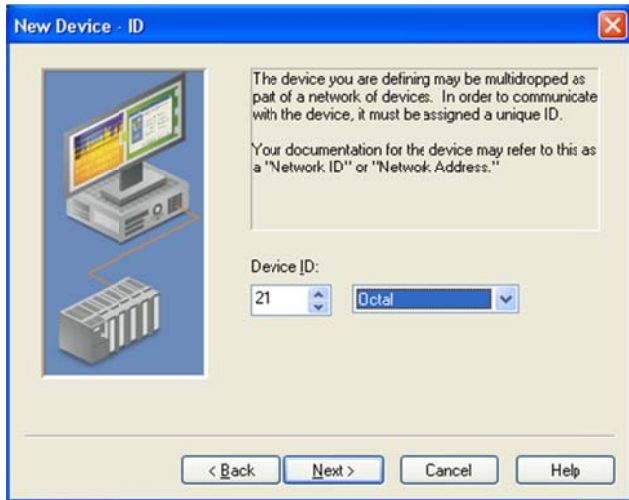 New Device - ID
The device you are defining may be multidropped as
part of a network of devices. In order to communicate
with the device, it must be assigned a unique ID.
Your documentation for the device may refer to this as
a "Network ID" or "Netwok Address."
Device ID:
21 Octal
< Back Next > Cancel Help